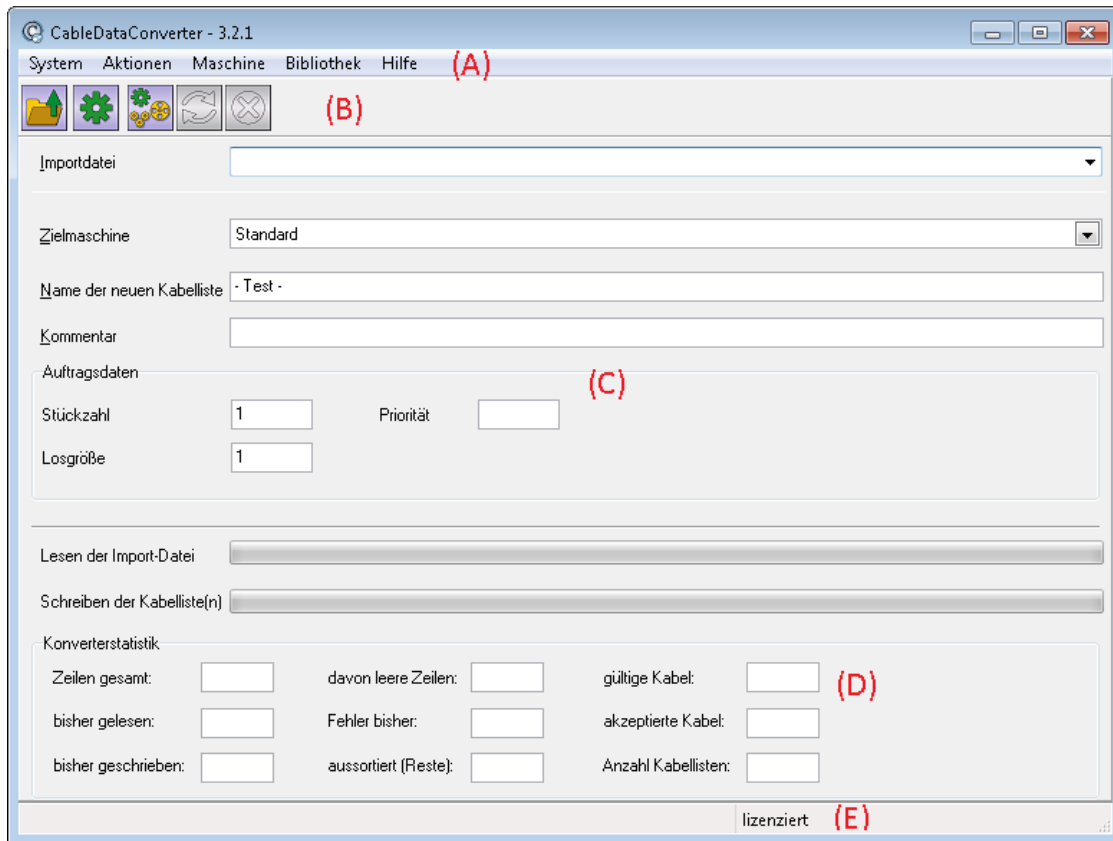 CableDataConverter - 3.2.1
System Aktionen Maschine Bibliothek Hilfe (A)
(B)
Importdatei
Zielmaschine Standard
Name der neuen Kabelliste - Test -
Kommentar
Auftragsdaten (C)
Stückzahl 1 Priorität
Losgröße 1
Lesen der Import-Datei
Schreiben der Kabelliste(n)
Konverterstatistik
Zeilen gesamt: davon leere Zeilen: gültige Kabel: (D)
bisher gelesen: Fehler bisher: akzeptierte Kabel:
bisher geschrieben: aussortiert (Reste): Anzahl Kabellisten:
lizenziert (E)